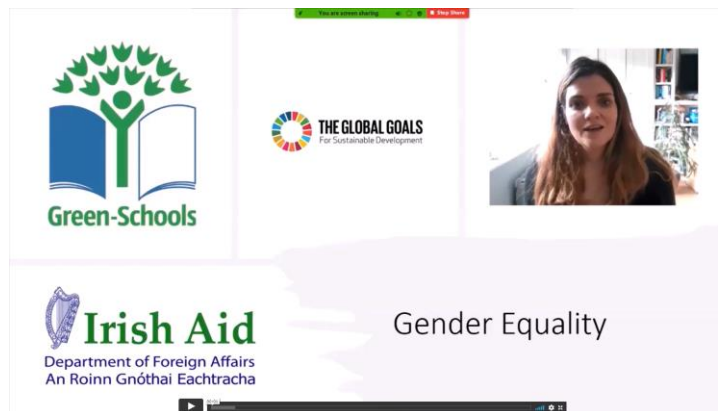 You are screen sharing
Stop Share
THE GLOBAL GOALS
For Sustainable Development
Green-Schools
Irish Aid
Department of Foreign Affairs
An Roinn Gnóthai Eachtracha
Gender Equality